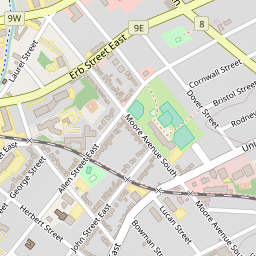 9W
9E
8
Laurel Street
Erb Street East
Cornwall Street
Dover Street
Bristol Street
Rodney
Moore Avenue South
Uni
George Street
Allen Street East
Herbert Street
John Street East
Bowman Street
Lucan Street
Moore Avenue South